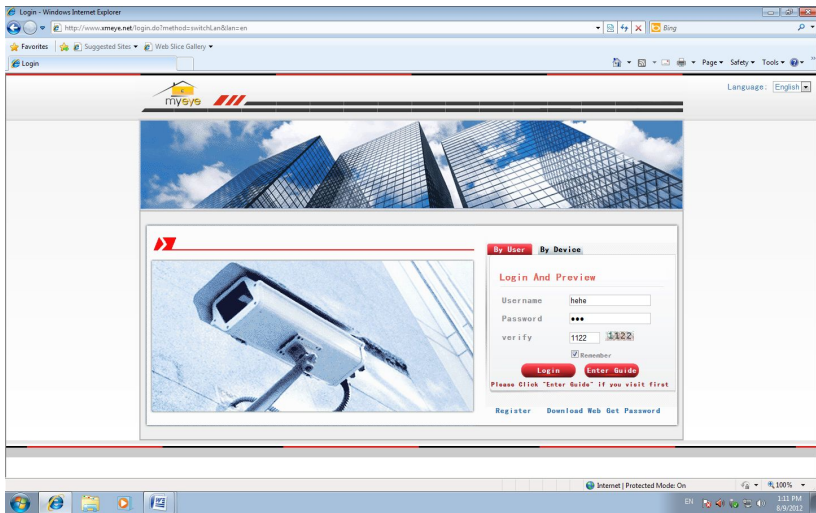 Login - Windows Internet Explorer
http://www.xmeye.net/login.do?method=switchLan&lan=en
Bing
Favorites Suggested Sites Web Slice Gallery
Login
Page Safety Tools
Language: English
myeye
By User By Device
Login And Preview
Username hehe
Password
verify 1122 1122
Remember
Login Enter Guide
Please Click "Enter Guide" if you visit first
Register Download Web Get Password
Internet | Protected Mode: On
100%
EN
1:11 PM
8/9/2012